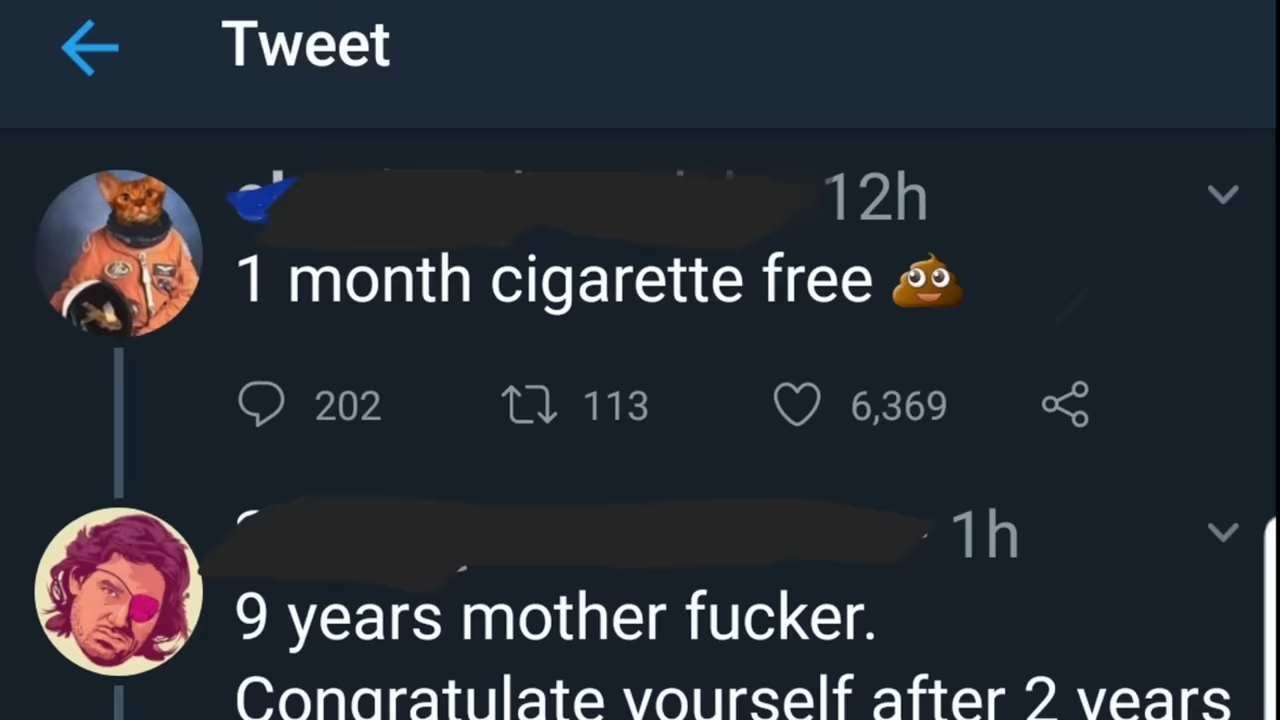 Tweet
12h
1 month cigarette free 💩
202 113 6,369
1h
9 years mother fucker.
Congratulate yourself after 2 years